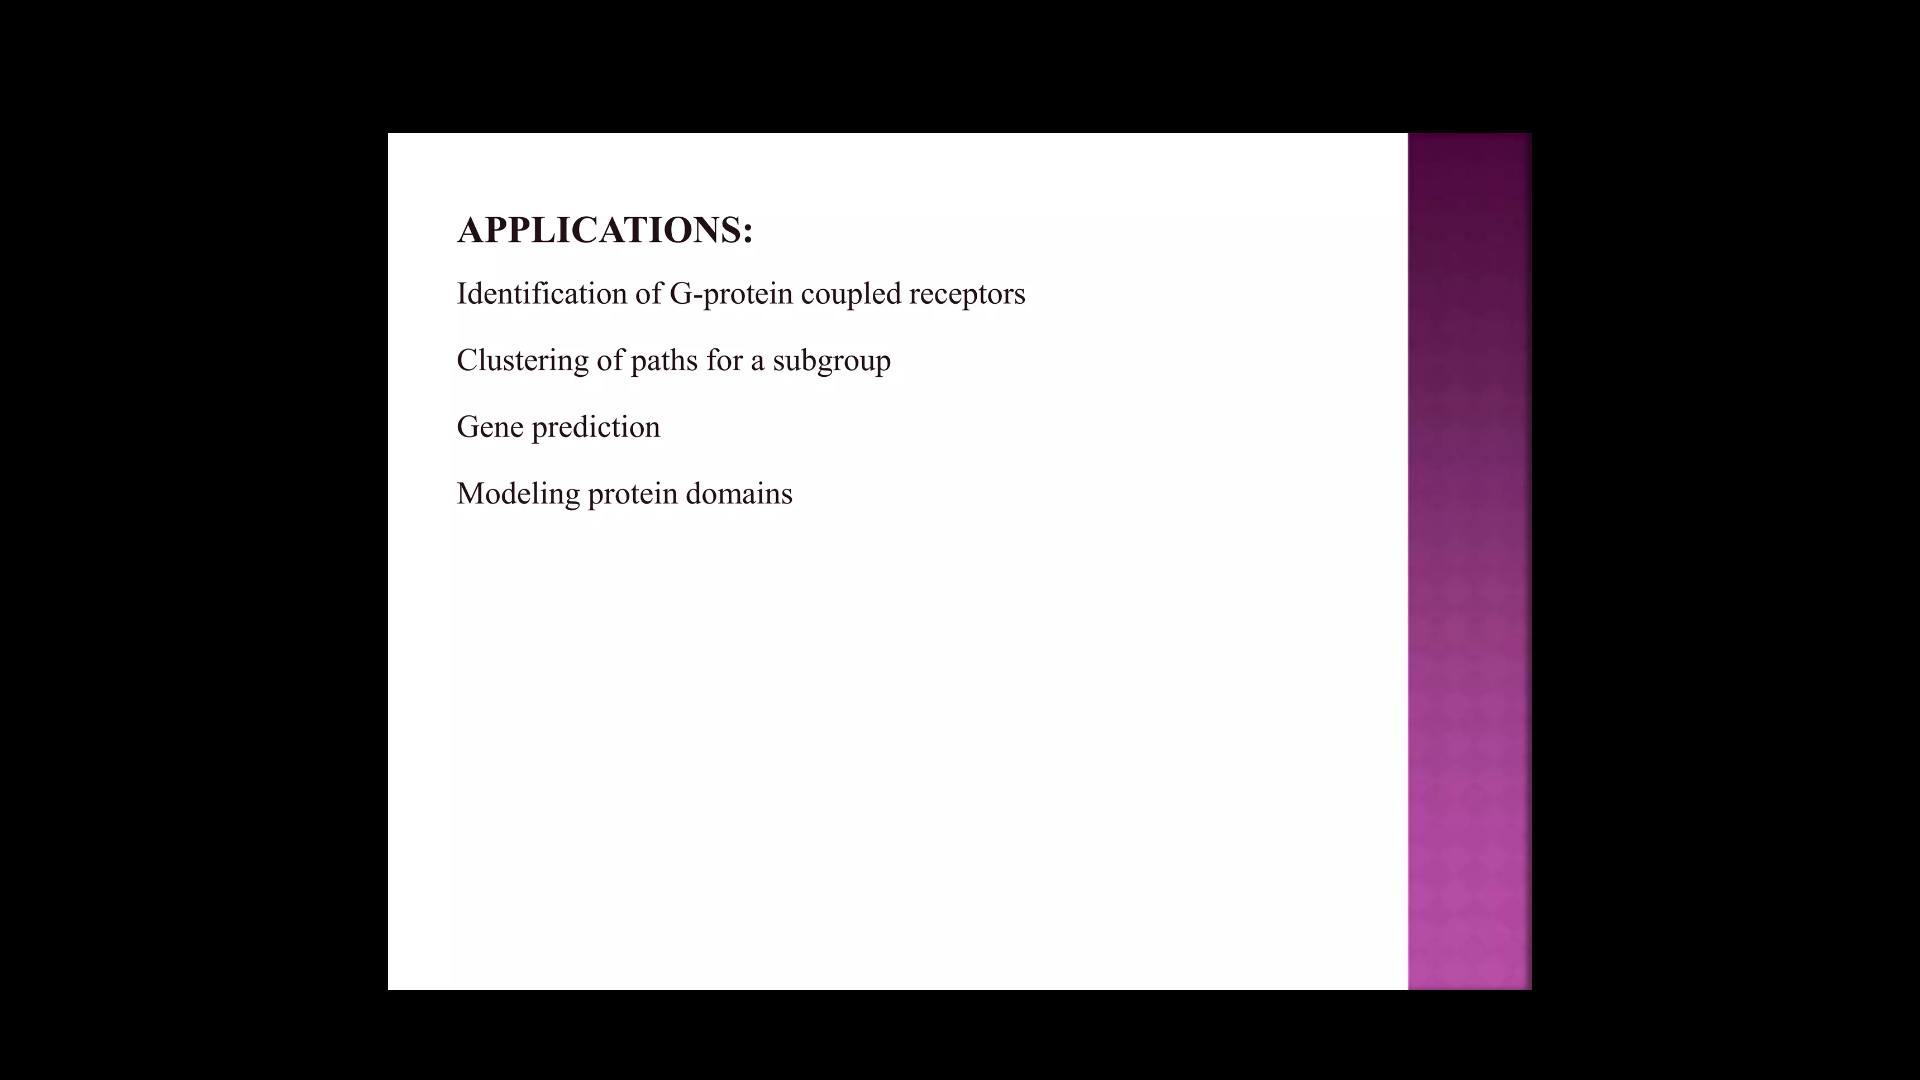 APPLICATIONS:
Identification of G-protein coupled receptors
Clustering of paths for a subgroup
Gene prediction
Modeling protein domains